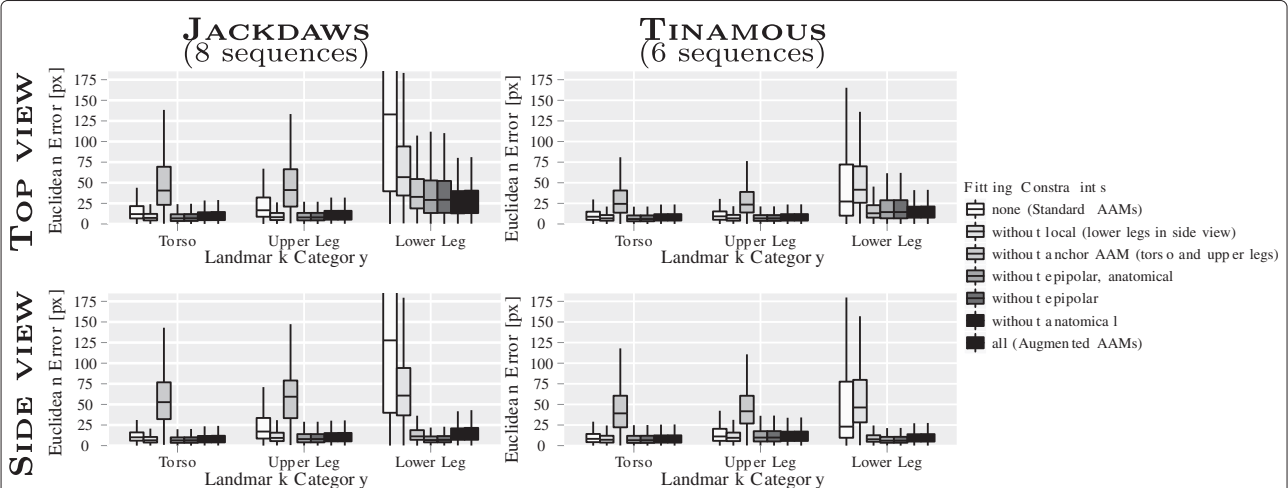 JACKDAWS
(8 sequences)
TINAMOUS
(6 sequences)
TOP VIEW
Euclidean Error [px]
175
150
125
100
75
50
25
0
Torso
Upper Leg
Lower Leg
Landmark Category
Euclidean Error [px]
175
150
125
100
75
50
25
0
Torso
Upper Leg
Lower Leg
Landmark Category
SIDE VIEW
Euclidean Error [px]
175
150
125
100
75
50
25
0
Torso
Upper Leg
Lower Leg
Landmark Category
Euclidean Error [px]
175
150
125
100
75
50
25
0
Torso
Upper Leg
Lower Leg
Landmark Category
Fitting Constraints
none (Standard AAMs)
without local (lower legs in side view)
without anchor AAM (torso and upper legs)
without epipolar, anatomical
without epipolar
without anatomical
all (Augmented AAMs)